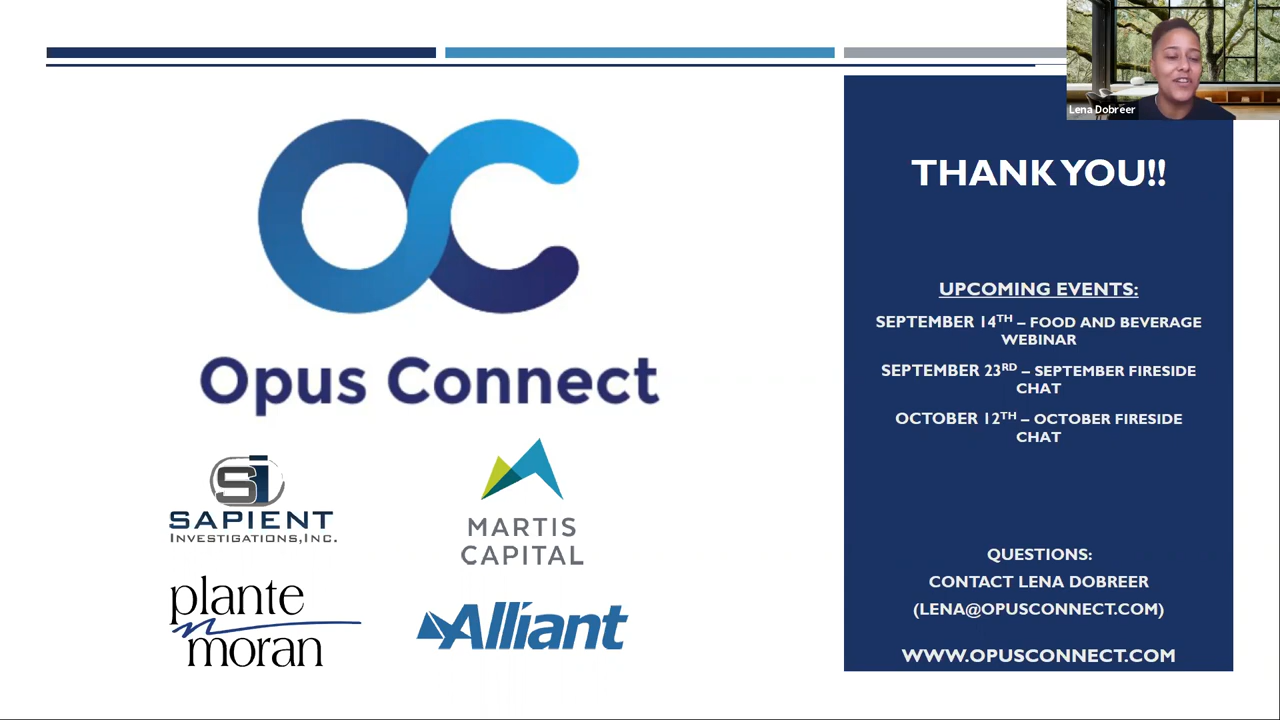 Lena Dobreer
THANK YOU!!
UPCOMING EVENTS:
SEPTEMBER 14TH – FOOD AND BEVERAGE
WEBINAR
SEPTEMBER 23RD – SEPTEMBER FIRESIDE
CHAT
OCTOBER 12TH – OCTOBER FIRESIDE
CHAT
QUESTIONS:
CONTACT LENA DOBREER
(LENA@OPUSCONNECT.COM)
WWW.OPUSCONNECT.COM
OC
Opus Connect
Si
SAPIENT
INVESTIGATIONS,INC.
MARTIS
CAPITAL
plante
moran
Alliant